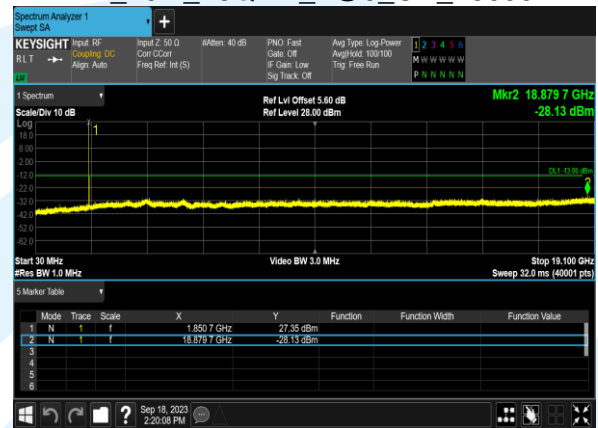 Spectrum Analyzer 1
Swept SA
KEYSIGHT
R L T
LXI
Input: RF
Coupling: DC
Align: Auto
Input Z: 50 Ω
Corr CCorr
Freq Ref: Int (S)
#Atten: 40 dB
PNO: Fast
Gate: Off
IF Gain: Low
Sig Track: Off
Avg Type: Log-Power
Avg|Hold: 100/100
Trig: Free Run
1 2 3 4 5 6
M W W W W W
P N N N N N
1 Spectrum
Scale/Div 10 dB
Ref Lvl Offset 5.60 dB
Ref Level 28.00 dBm
Mkr2 18.879 7 GHz
-28.13 dBm
Log
18.0
8.00
-2.00
-12.0
-22.0
-32.0
-42.0
-52.0
-62.0
1
DL1 -13.00 dBm
2
Start 30 MHz
#Res BW 1.0 MHz
Video BW 3.0 MHz
Stop 19.100 GHz
Sweep 32.0 ms (40001 pts)
5 Marker Table
Mode Trace Scale X Y Function Function Width Function Value
1 N 1 f 1.850 7 GHz 27.35 dBm
2 N 1 f 18.879 7 GHz -28.13 dBm
3
4
5
6
?
Sep 18, 2023
2:20:08 PM